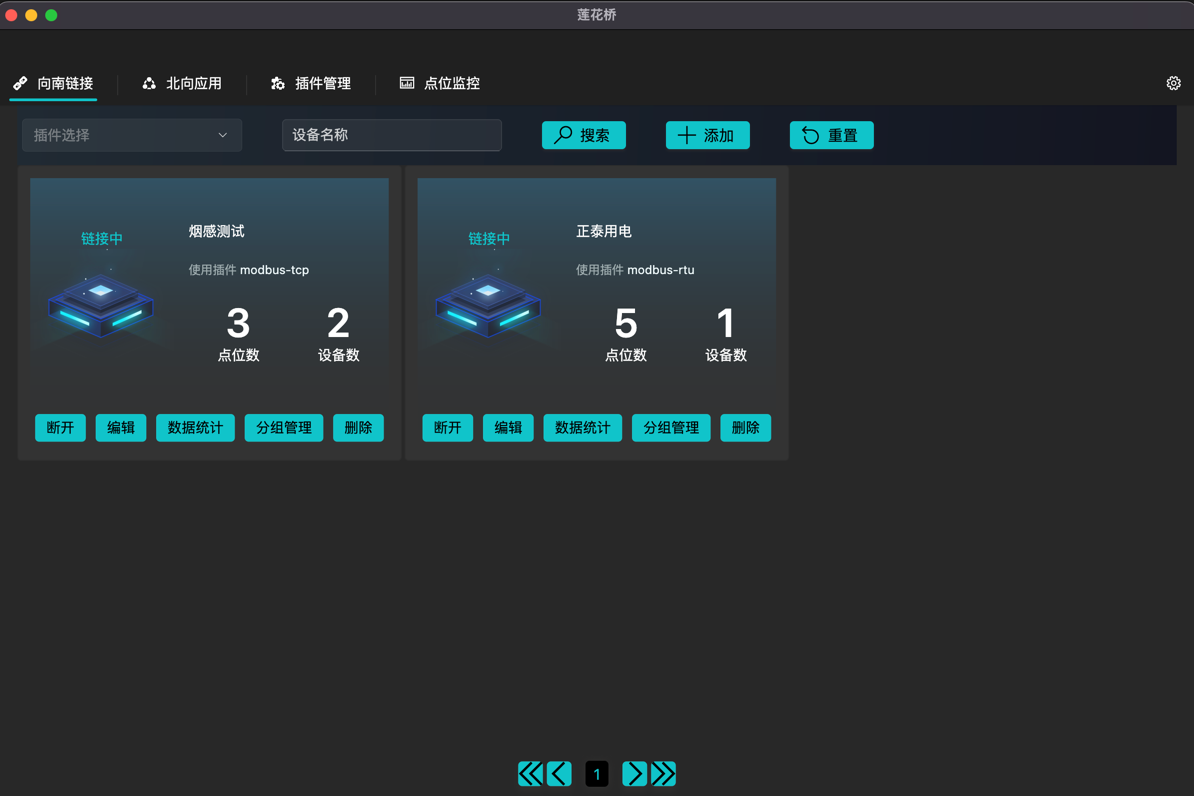 莲花桥
向南链接
北向应用
插件管理
点位监控
插件选择
设备名称
搜索
添加
重置
链接中
烟感测试
使用插件 modbus-tcp
3
2
点位数
设备数
断开
编辑
数据统计
分组管理
删除
链接中
正泰用电
使用插件 modbus-rtu
5
1
点位数
设备数
断开
编辑
数据统计
分组管理
删除
1